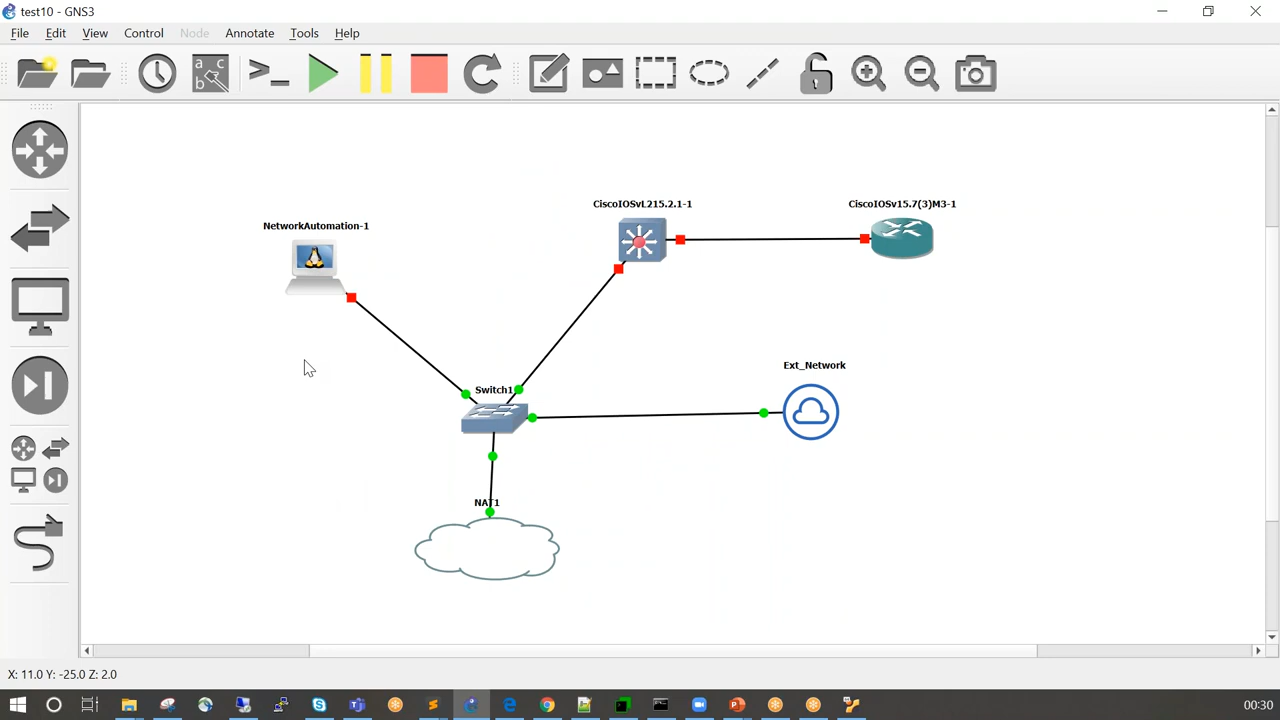 test10 - GNS3
File Edit View Control Node Annotate Tools Help
a c
b
CiscoIOSvL215.2.1-1
CiscoIOSv15.7(3)M3-1
NetworkAutomation-1
Ext_Network
Switch1
NAT1
X: 11.0 Y: -25.0 Z: 2.0
00:30